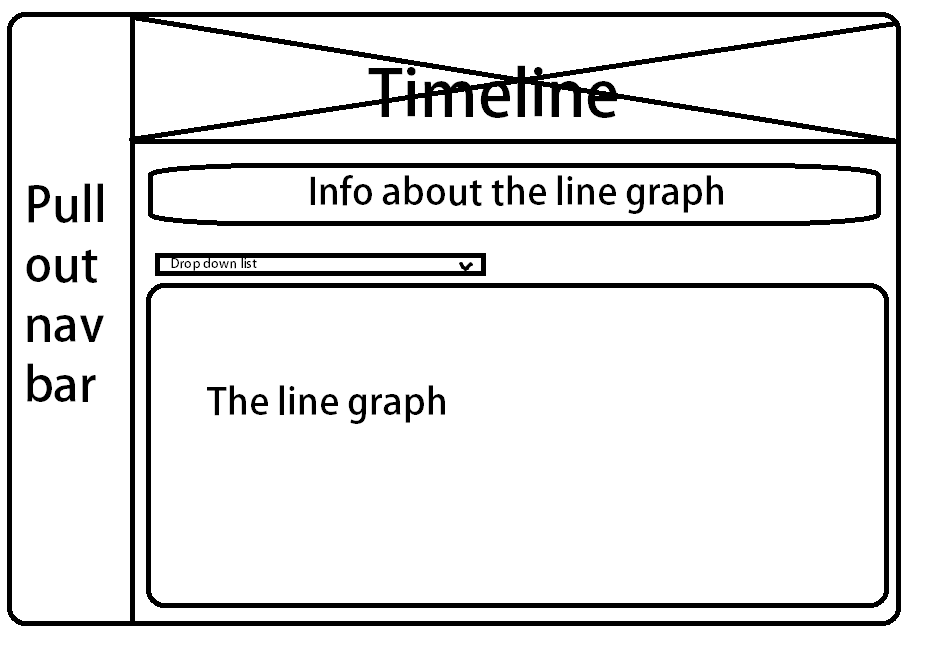 Timeline
Info about the line graph
Pull
out
nav
bar
Drop down list
The line graph